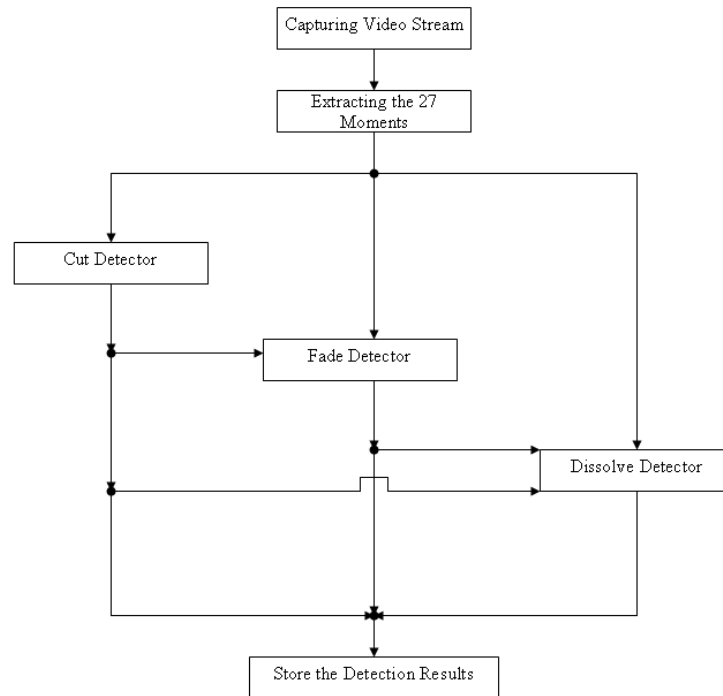 Capturing Video Stream
Extracting the 27
Moments
Cut Detector
Fade Detector
Dissolve Detector
Store the Detection Results